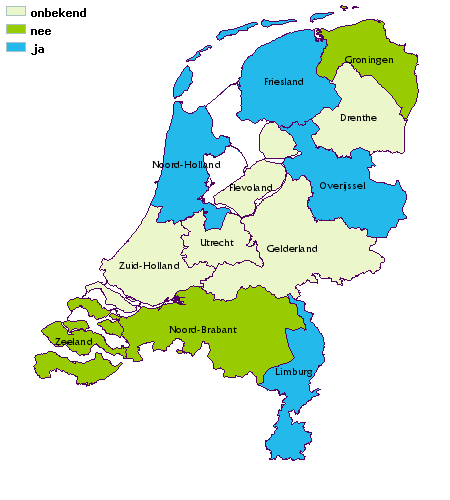 onbekend
nee
ja
Groningen
Friesland
Drenthe
Noord-Holland
Flevoland
Overijssel
Utrecht
Gelderland
Zuid-Holland
Noord-Brabant
Zeeland
Limburg